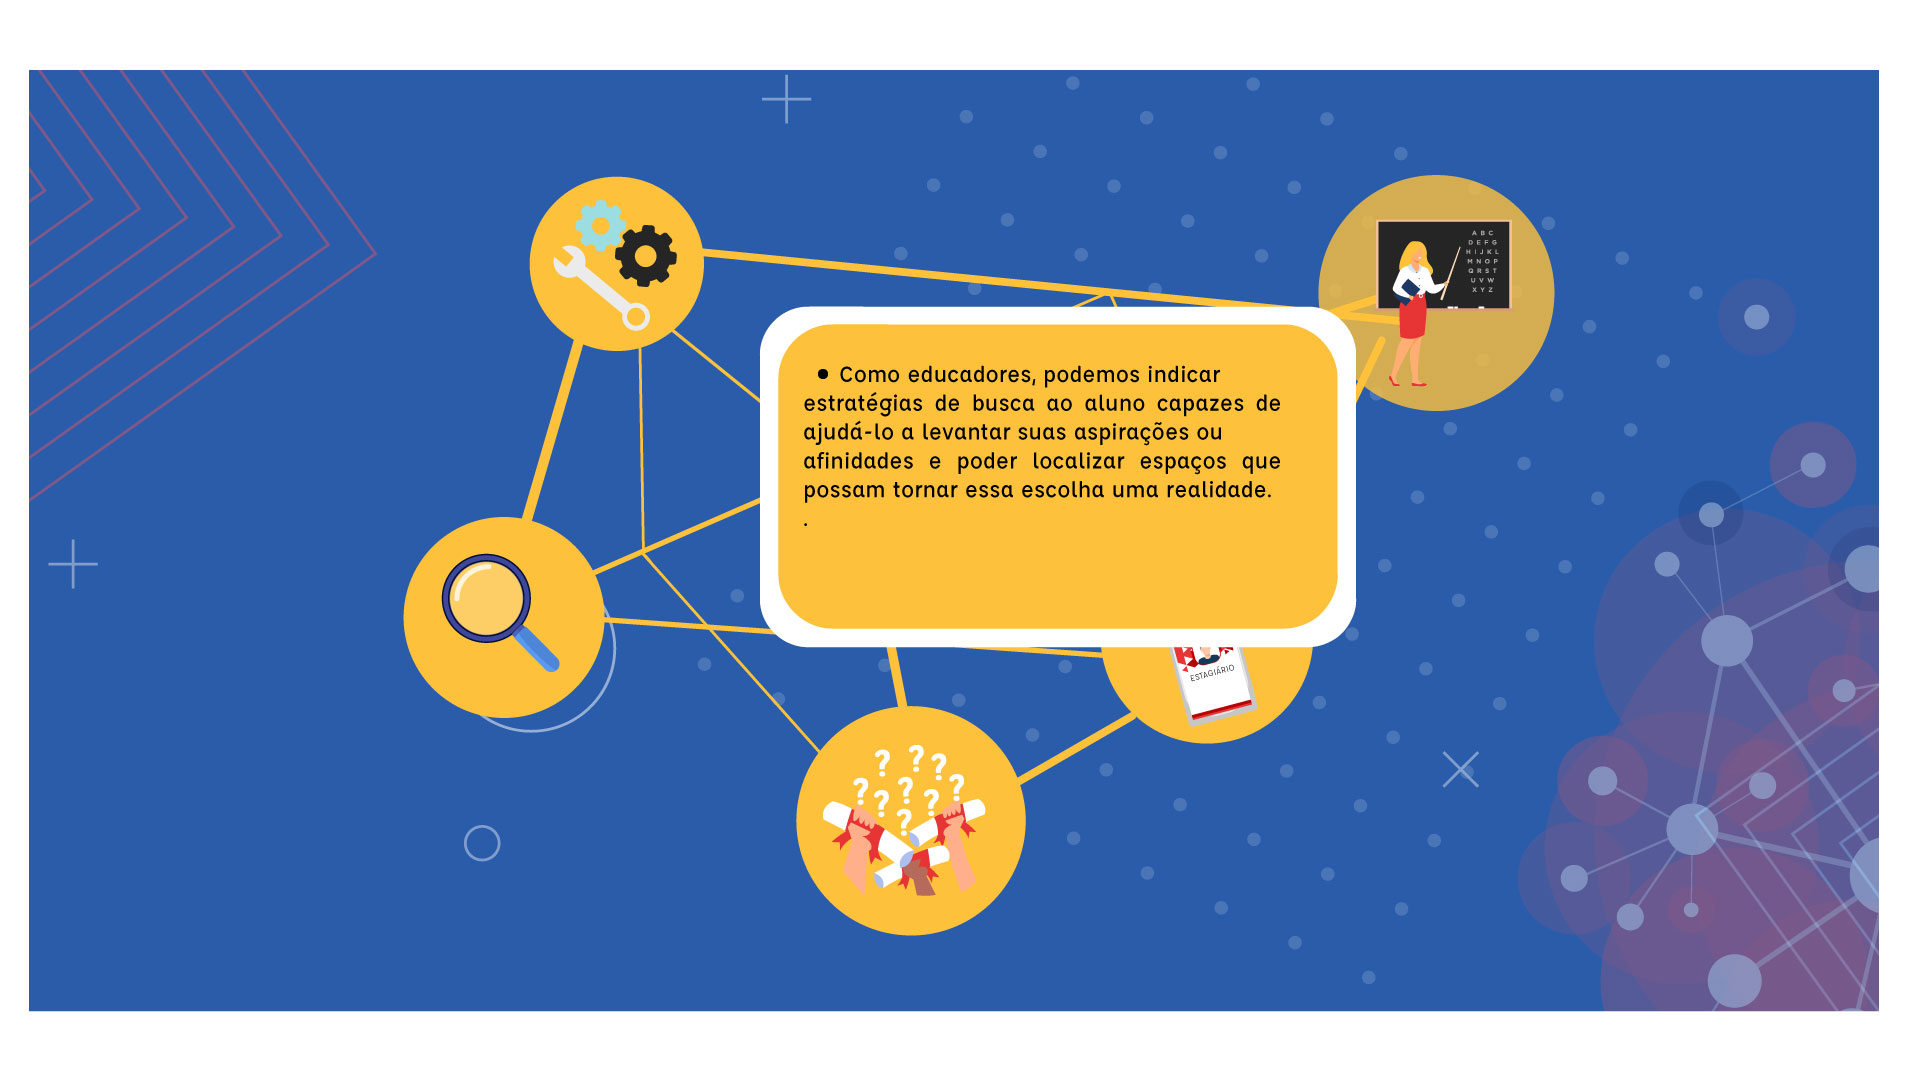 A B C
D E F G
H I J K L
M N O P
Q R S T
U V W
X Y Z
• Como educadores, podemos indicar
estratégias de busca ao aluno capazes de
ajudá-lo a levantar suas aspirações ou
afinidades e poder localizar espaços que
possam tornar essa escolha uma realidade.
.
ESTAGIÁRIO
? ? ?
? ? ?
? ?
?